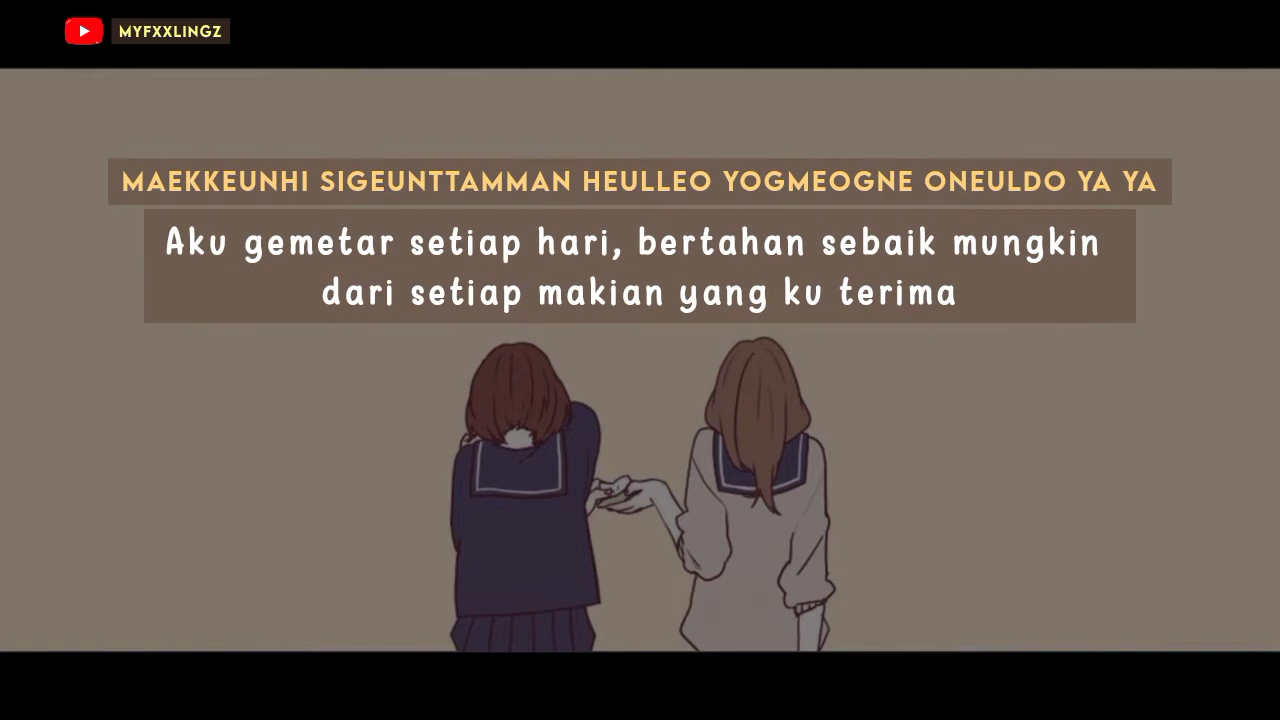 MYFXXLINGZ
MAEKKEUNHI SIGEUNTTAMMAN HEULLEO YOGMEOGNE ONEULDO YA YA
Aku gemetar setiap hari, bertahan sebaik mungkin
dari setiap makian yang ku terima